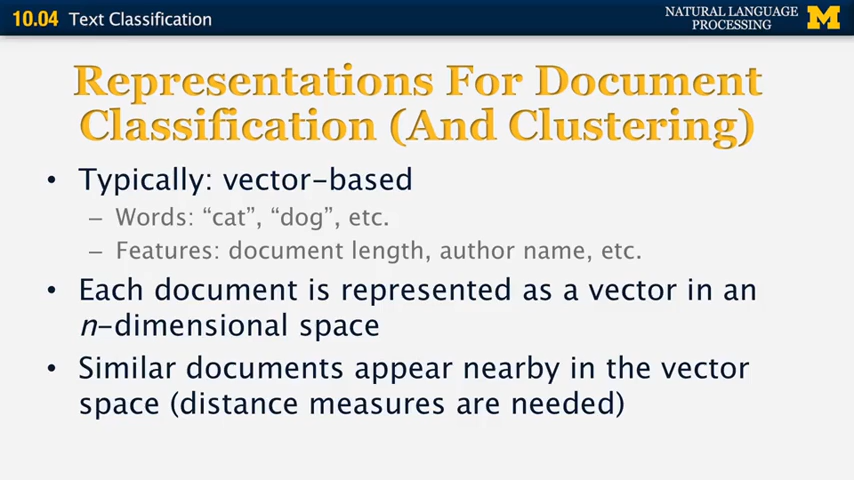 10.04 Text Classification
NATURAL LANGUAGE
PROCESSING
M
Representations For Document
Classification (And Clustering)
• Typically: vector-based
– Words: “cat”, “dog”, etc.
– Features: document length, author name, etc.
• Each document is represented as a vector in an
n-dimensional space
• Similar documents appear nearby in the vector
space (distance measures are needed)